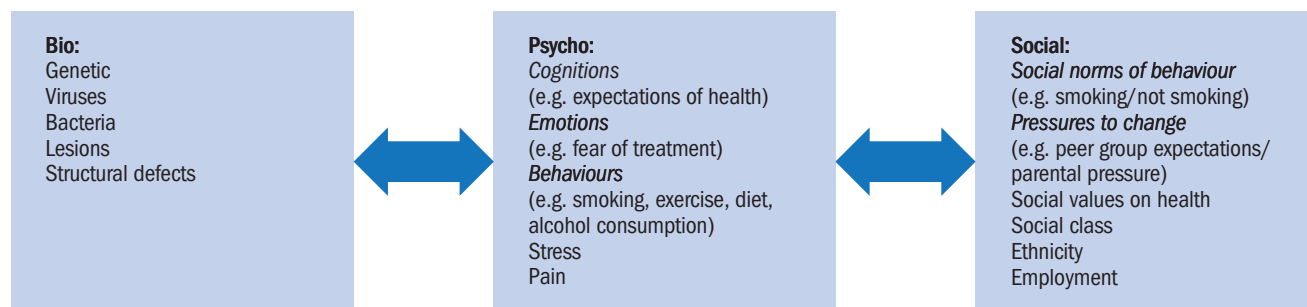 Bio:
Genetic
Viruses
Bacteria
Lesions
Structural defects
Psycho:
Cognitions
(e.g. expectations of health)
Emotions
(e.g. fear of treatment)
Behaviours
(e.g. smoking, exercise, diet,
alcohol consumption)
Stress
Pain
Social:
Social norms of behaviour
(e.g. smoking/not smoking)
Pressures to change
(e.g. peer group expectations/
parental pressure)
Social values on health
Social class
Ethnicity
Employment